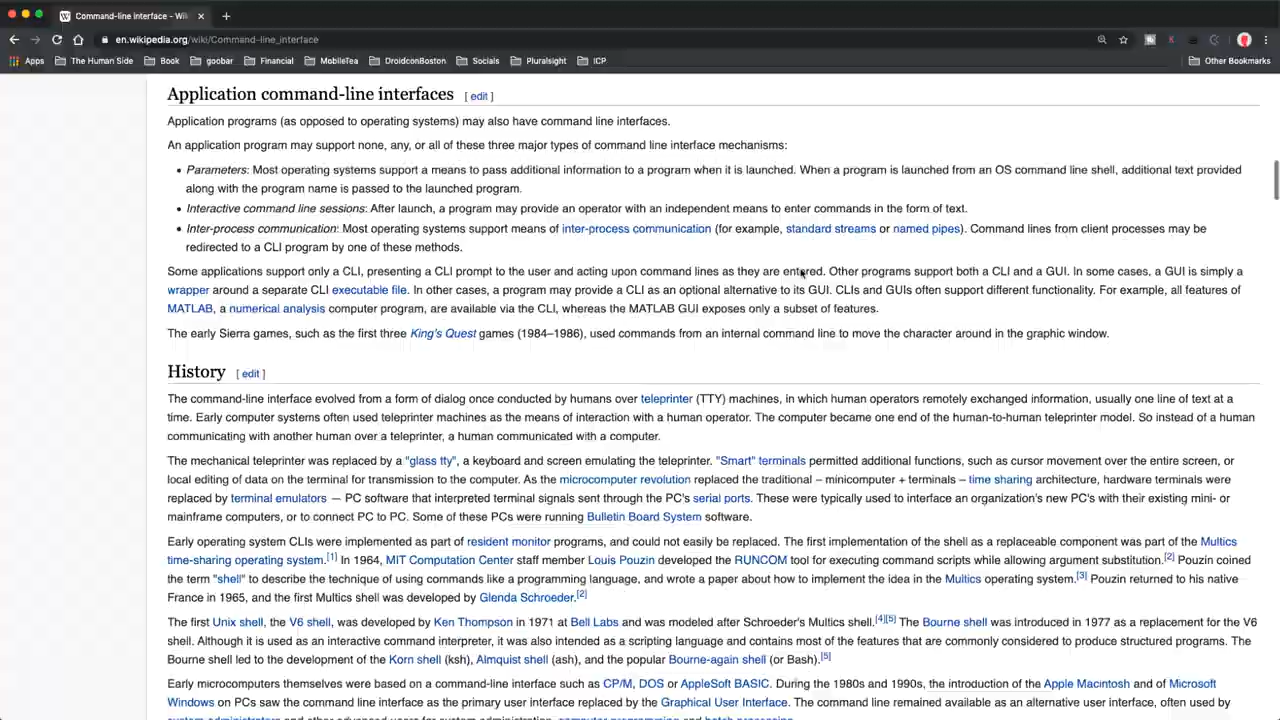 Command-line interface - Wi
en.wikipedia.org/wiki/Command-line_interface
Apps The Human Side Book goobar Financial MobileTea DroidconBoston Socials Pluralsight ICP Other Bookmarks
Application command-line interfaces [ edit ]
Application programs (as opposed to operating systems) may also have command line interfaces.
An application program may support none, any, or all of these three major types of command line interface mechanisms:
• Parameters: Most operating systems support a means to pass additional information to a program when it is launched. When a program is launched from an OS command line shell, additional text provided
along with the program name is passed to the launched program.
• Interactive command line sessions: After launch, a program may provide an operator with an independent means to enter commands in the form of text.
• Inter-process communication: Most operating systems support means of inter-process communication (for example, standard streams or named pipes). Command lines from client processes may be
redirected to a CLI program by one of these methods.
Some applications support only a CLI, presenting a CLI prompt to the user and acting upon command lines as they are entered. Other programs support both a CLI and a GUI. In some cases, a GUI is simply a
wrapper around a separate CLI executable file. In other cases, a program may provide a CLI as an optional alternative to its GUI. CLIs and GUIs often support different functionality. For example, all features of
MATLAB, a numerical analysis computer program, are available via the CLI, whereas the MATLAB GUI exposes only a subset of features.
The early Sierra games, such as the first three King's Quest games (1984–1986), used commands from an internal command line to move the character around in the graphic window.
History [ edit ]
The command-line interface evolved from a form of dialog once conducted by humans over teleprinter (TTY) machines, in which human operators remotely exchanged information, usually one line of text at a
time. Early computer systems often used teleprinter machines as the means of interaction with a human operator. The computer became one end of the human-to-human teleprinter model. So instead of a human
communicating with another human over a teleprinter, a human communicated with a computer.
The mechanical teleprinter was replaced by a "glass tty", a keyboard and screen emulating the teleprinter. "Smart" terminals permitted additional functions, such as cursor movement over the entire screen, or
local editing of data on the terminal for transmission to the computer. As the microcomputer revolution replaced the traditional – minicomputer + terminals – time sharing architecture, hardware terminals were
replaced by terminal emulators — PC software that interpreted terminal signals sent through the PC's serial ports. These were typically used to interface an organization's new PC's with their existing mini- or
mainframe computers, or to connect PC to PC. Some of these PCs were running Bulletin Board System software.
Early operating system CLIs were implemented as part of resident monitor programs, and could not easily be replaced. The first implementation of the shell as a replaceable component was part of the Multics
time-sharing operating system.[1] In 1964, MIT Computation Center staff member Louis Pouzin developed the RUNCOM tool for executing command scripts while allowing argument substitution.[2] Pouzin coined
the term "shell" to describe the technique of using commands like a programming language, and wrote a paper about how to implement the idea in the Multics operating system.[3] Pouzin returned to his native
France in 1965, and the first Multics shell was developed by Glenda Schroeder.[2]
The first Unix shell, the V6 shell, was developed by Ken Thompson in 1971 at Bell Labs and was modeled after Schroeder's Multics shell.[4][5] The Bourne shell was introduced in 1977 as a replacement for the V6
shell. Although it is used as an interactive command interpreter, it was also intended as a scripting language and contains most of the features that are commonly considered to produce structured programs. The
Bourne shell led to the development of the Korn shell (ksh), Almquist shell (ash), and the popular Bourne-again shell (or Bash).[5]
Early microcomputers themselves were based on a command-line interface such as CP/M, DOS or AppleSoft BASIC. During the 1980s and 1990s, the introduction of the Apple Macintosh and of Microsoft
Windows on PCs saw the command line interface as the primary user interface replaced by the Graphical User Interface. The command line remained available as an alternative user interface, often used by
system administrators and other advanced users for system administration, computer programming and batch processing.